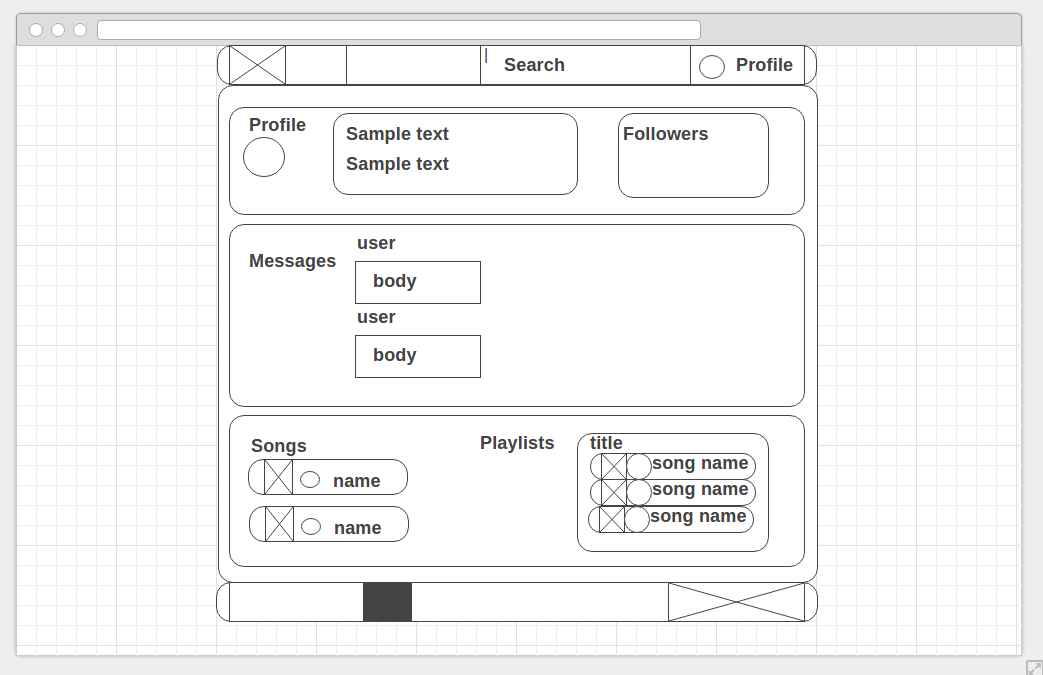 Search
Profile
Profile
Sample text
Sample text
Followers
Messages
user
body
user
body
Songs
name
name
Playlists
title
song name
song name
song name